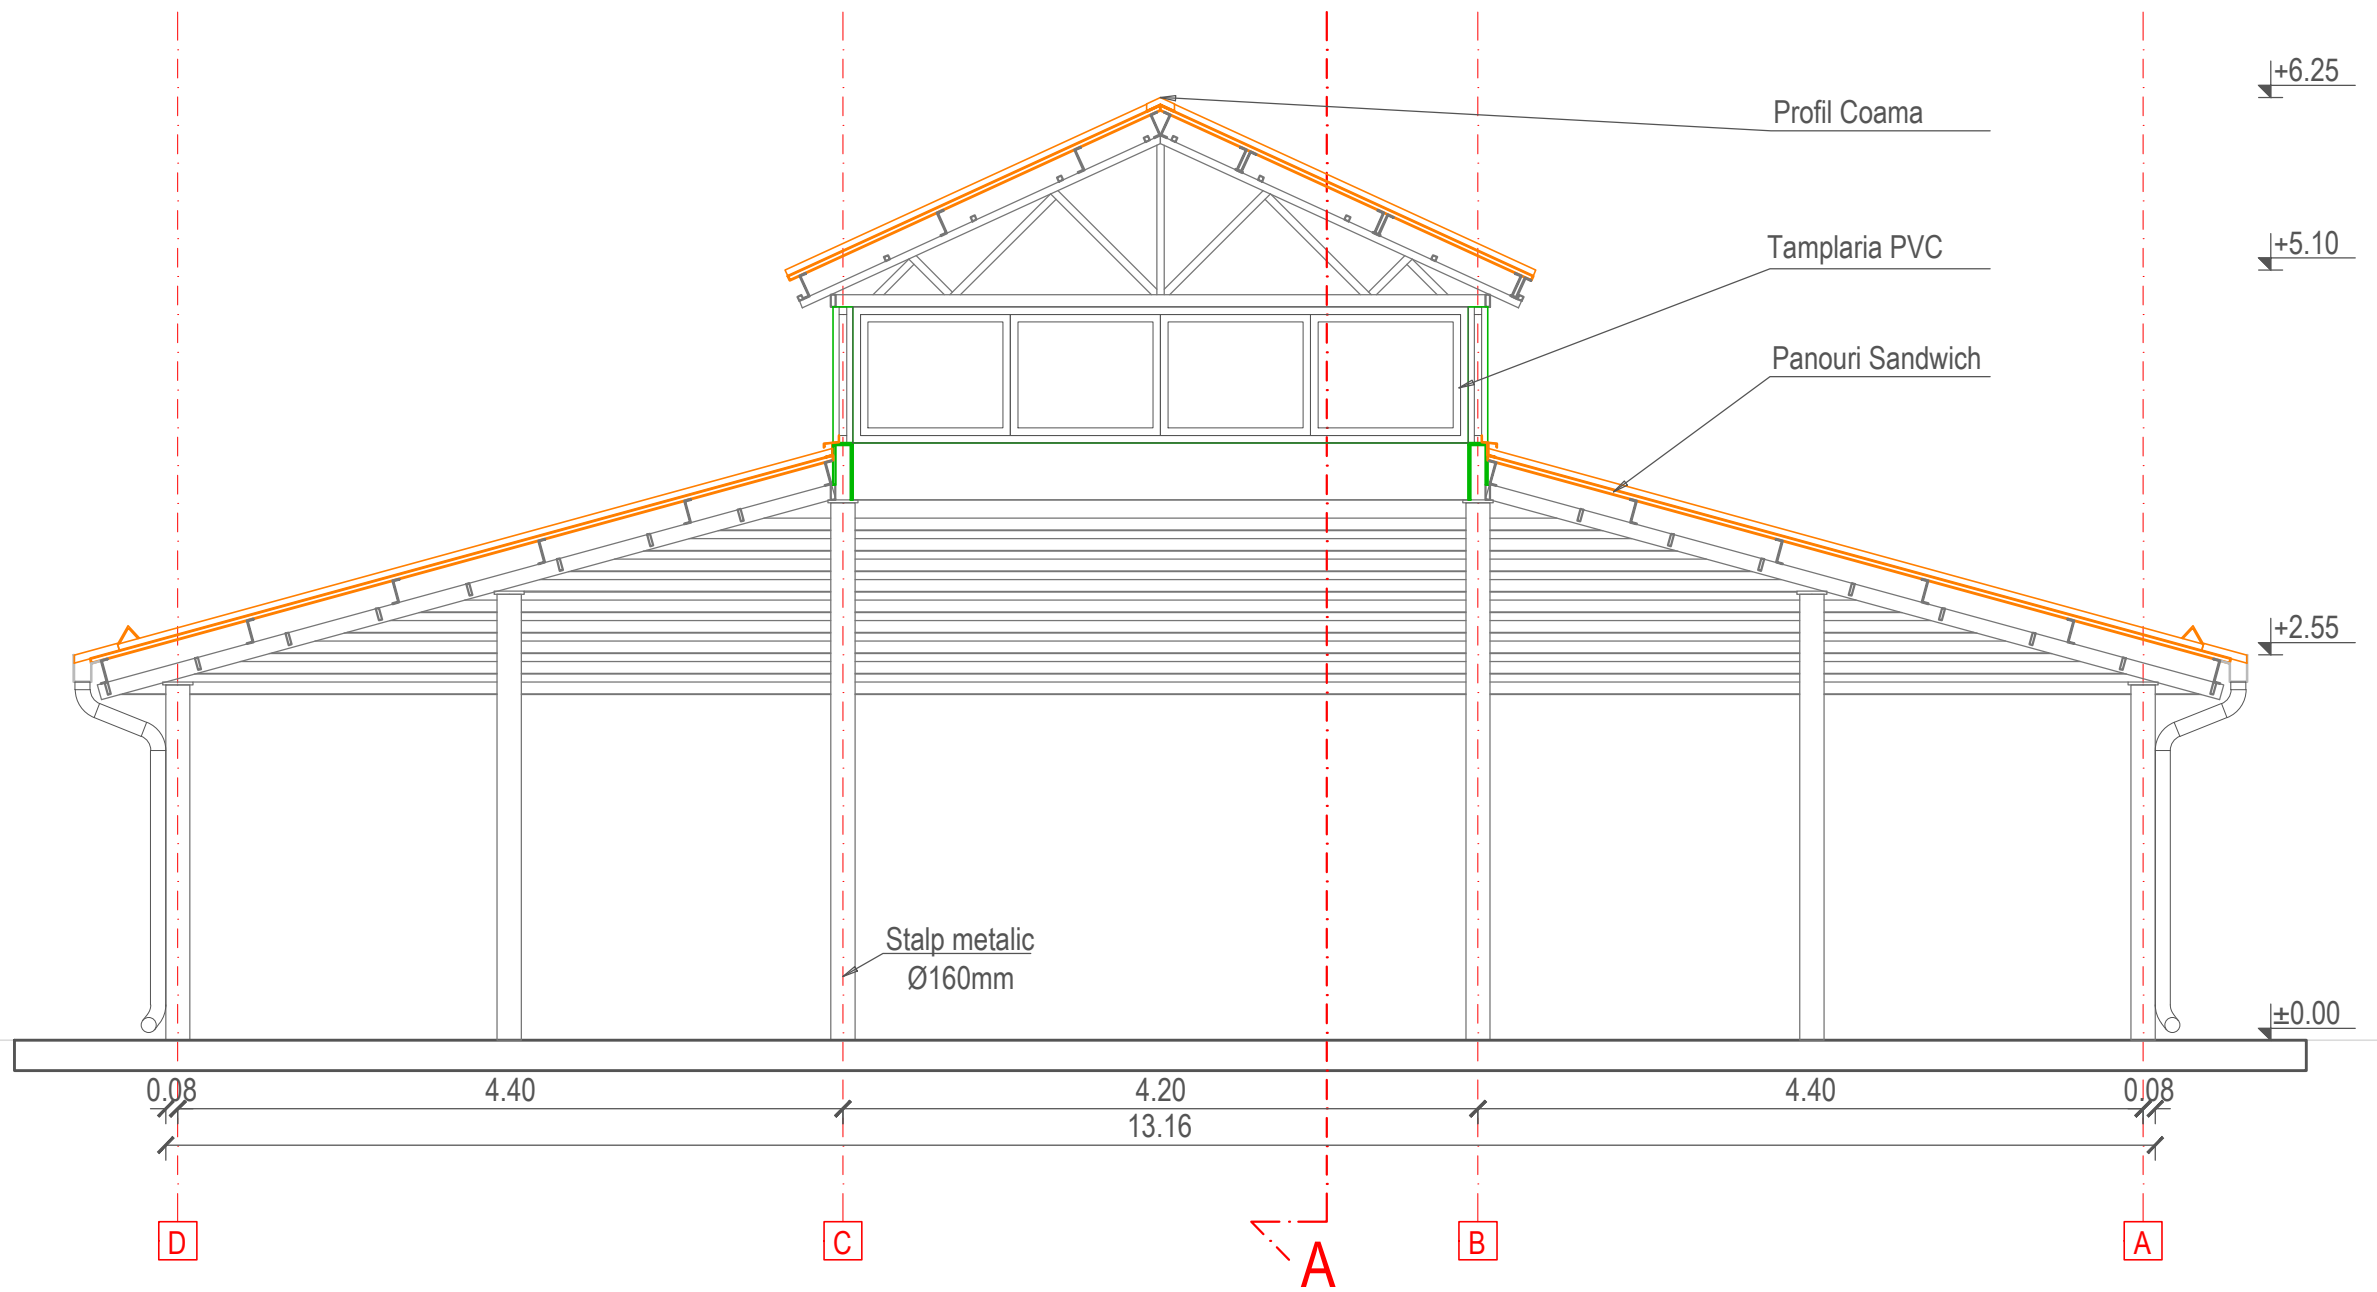 +6.25
Profil Coama
+5.10
Tamplaria PVC
Panouri Sandwich
+2.55
Stalp metalic
Ø160mm
±0.00
0.08 4.40 4.20 4.40 0.08
13.16
D C A B A